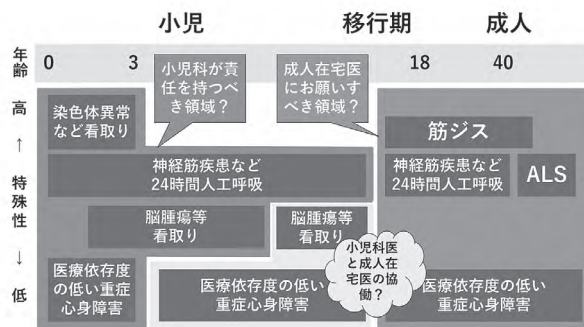 小児
移行期
成人
年齢
0
3
18
40
高
↑
特殊性
↓
低
小児科が責
任を持つべ
き領域？
成人在宅医
にお願いす
べき領域？
染色体異常
など看取り
神経筋疾患など
24時間人工呼吸
脳腫瘍等
看取り
脳腫瘍等
看取り
医療依存度
の低い重症
心身障害
医療依存度の低い
重症心身障害
小児科医
と成人在
宅医の協
働？
筋ジス
神経筋疾患など
24時間人工呼吸
ALS
医療依存度の低い
重症心身障害